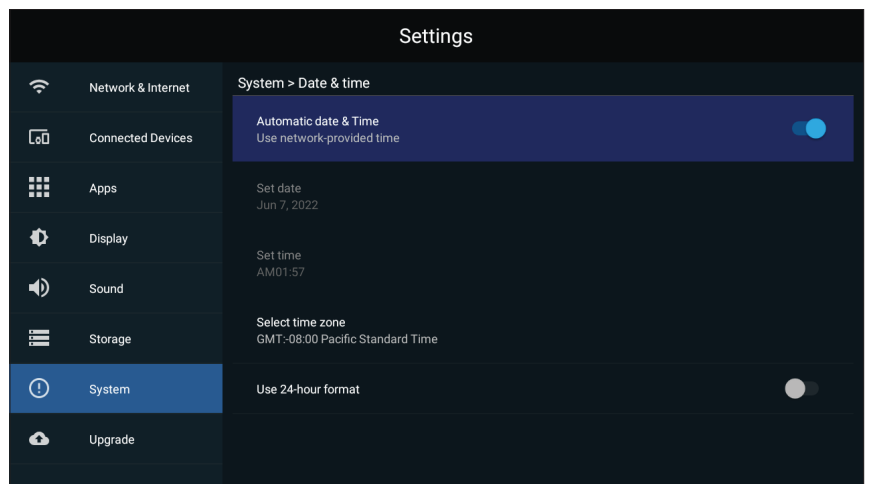 Settings
Network & Internet
Connected Devices
Apps
Display
Sound
Storage
System
Upgrade
System > Date & time
Automatic date & Time
Use network-provided time
Set date
Jun 7, 2022
Set time
AM01:57
Select time zone
GMT:-08:00 Pacific Standard Time
Use 24-hour format